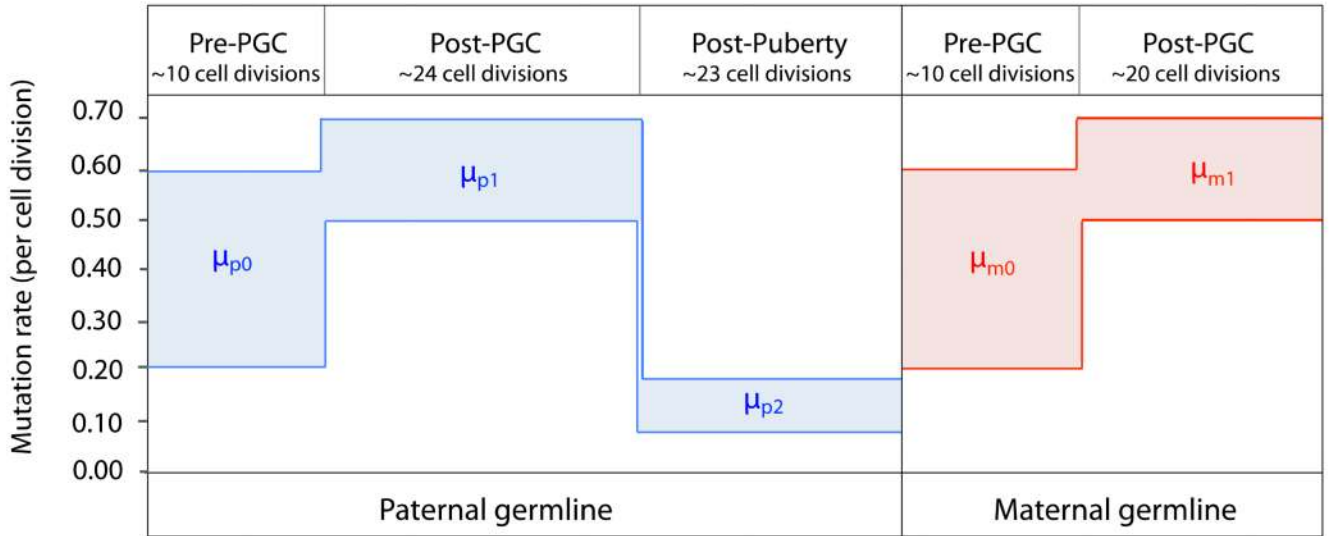 Pre-PGC
~10 cell divisions
Post-PGC
~24 cell divisions
Post-Puberty
~23 cell divisions
Pre-PGC
~10 cell divisions
Post-PGC
~20 cell divisions
Mutation rate (per cell division)
0.70
0.60
0.50
0.40
0.30
0.20
0.10
0.00
μp0
μp1
μp2
μm0
μm1
Paternal germline
Maternal germline